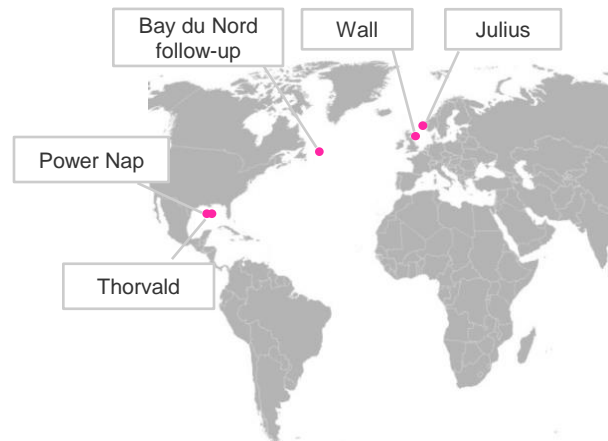 Bay du Nord
follow-up
Wall
Julius
Power Nap
Thorvald